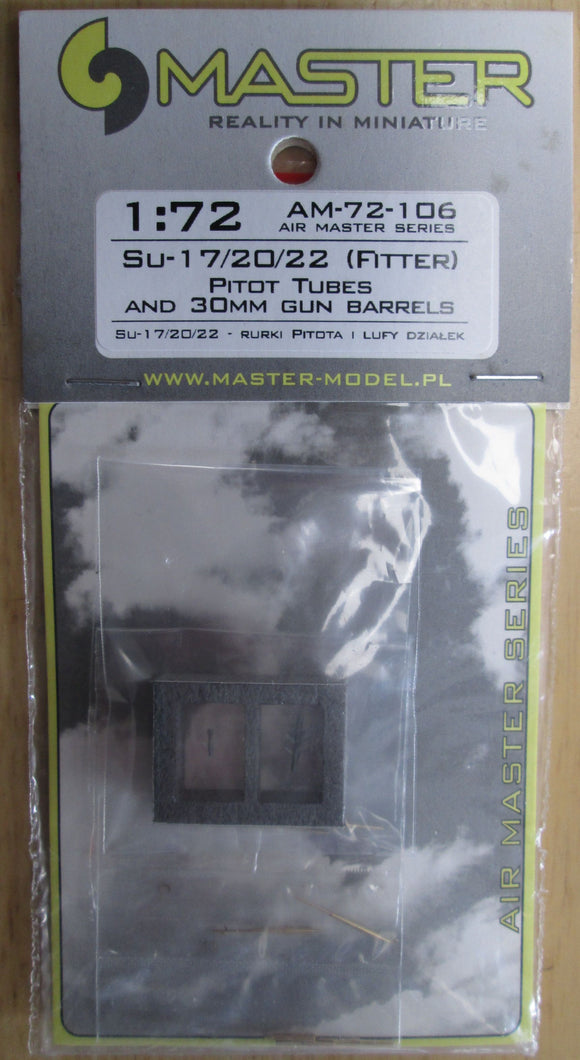 MASTER
REALITY IN MINIATURE
1:72
AM-72-106
AIR MASTER SERIES
Su-17/20/22 (Fitter)
Pitot Tubes
and 30mm gun barrels
Su-17/20/22 - rurki Pitota i lufy działek
WWW.MASTER-MODEL.PL
AIR MASTER SERIES